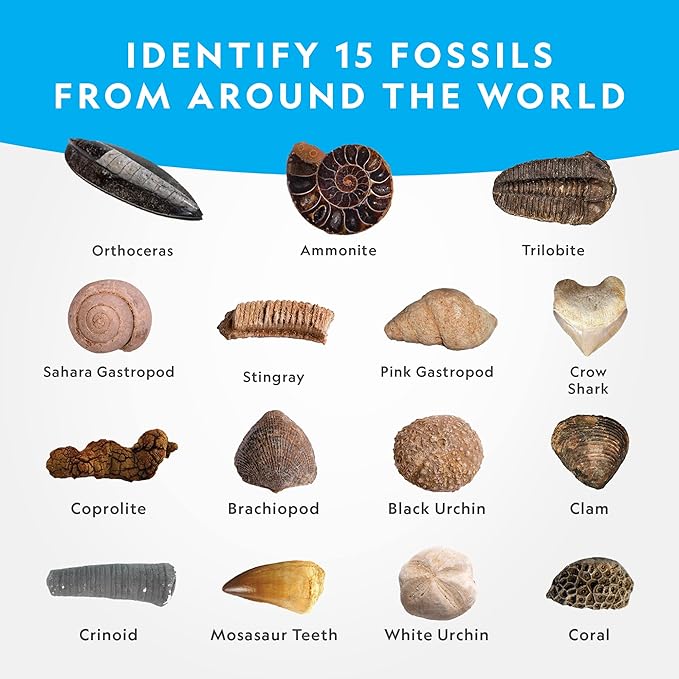 IDENTIFY 15 FOSSILS
FROM AROUND THE WORLD
Orthoceras
Ammonite
Trilobite
Sahara Gastropod
Stingray
Pink Gastropod
Crow
Shark
Coprolite
Brachiopod
Black Urchin
Clam
Crinoid
Mosasaur Teeth
White Urchin
Coral